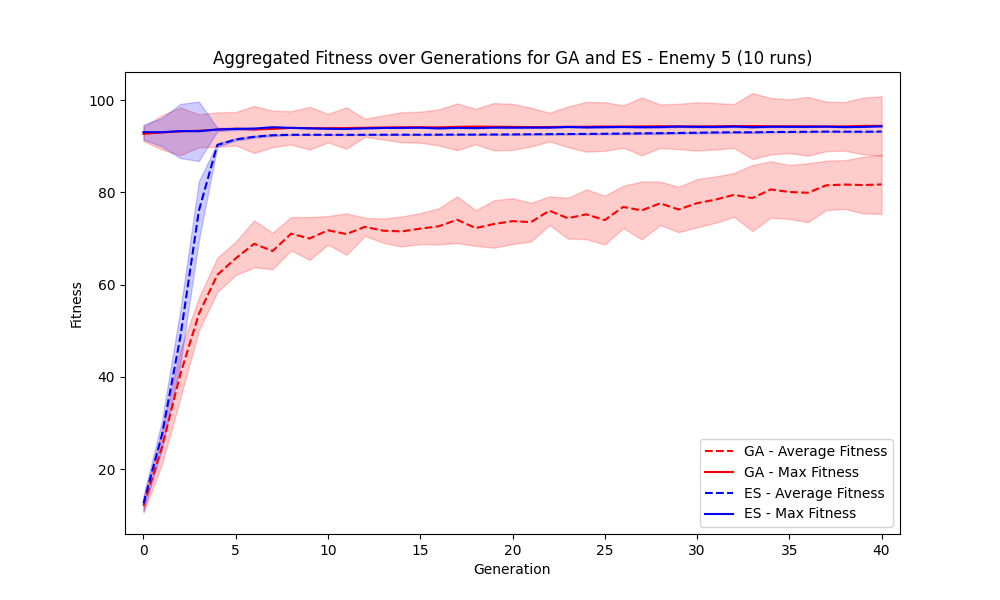 Aggregated Fitness over Generations for GA and ES - Enemy 5 (10 runs)
100
80
60
40
20
Fitness
GA - Average Fitness
GA - Max Fitness
ES - Average Fitness
ES - Max Fitness
0 5 10 15 20 25 30 35 40
Generation